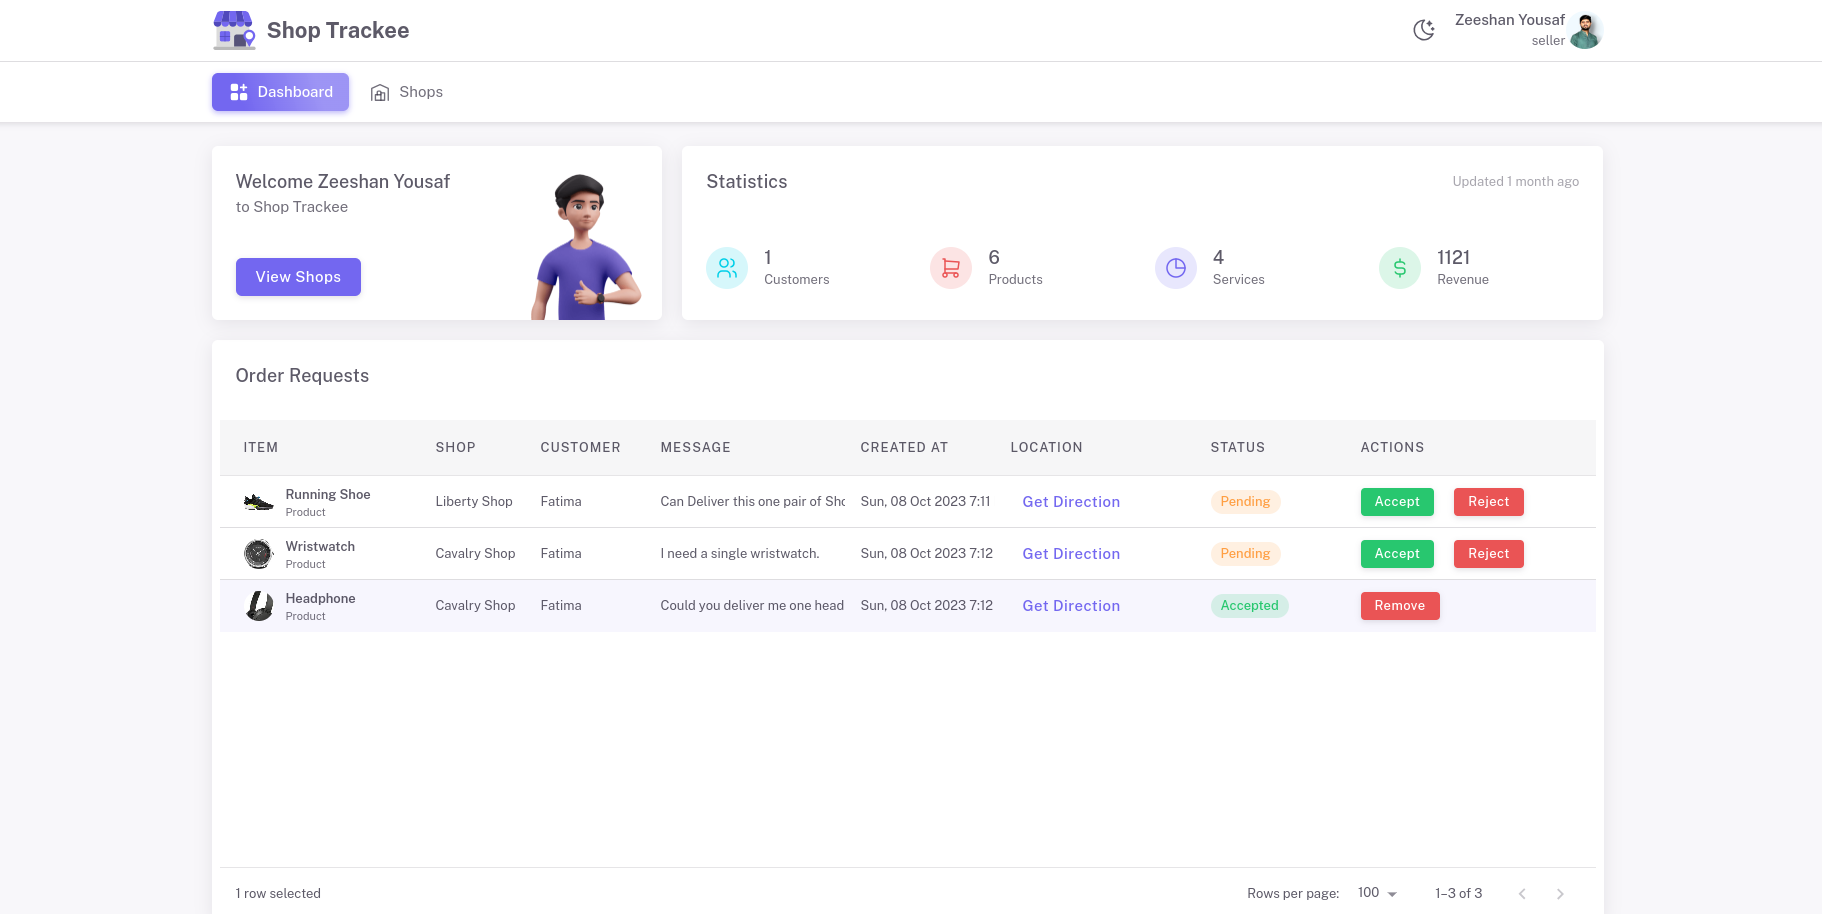 Shop Trackee
Zeeshan Yousaf
seller
Dashboard
Shops
Welcome Zeeshan Yousaf
to Shop Trackee
View Shops
Statistics
Updated 1 month ago
1
Customers
6
Products
4
Services
1121
Revenue
Order Requests
ITEM SHOP CUSTOMER MESSAGE CREATED AT LOCATION STATUS ACTIONS
Running Shoe
Product
Liberty Shop Fatima Can Deliver this one pair of Sho Sun, 08 Oct 2023 7:11 Get Direction Pending Accept Reject
Wristwatch
Product
Cavalry Shop Fatima I need a single wristwatch. Sun, 08 Oct 2023 7:12 Get Direction Pending Accept Reject
Headphone
Product
Cavalry Shop Fatima Could you deliver me one head Sun, 08 Oct 2023 7:12 Get Direction Accepted Remove
1 row selected
Rows per page: 100 1–3 of 3